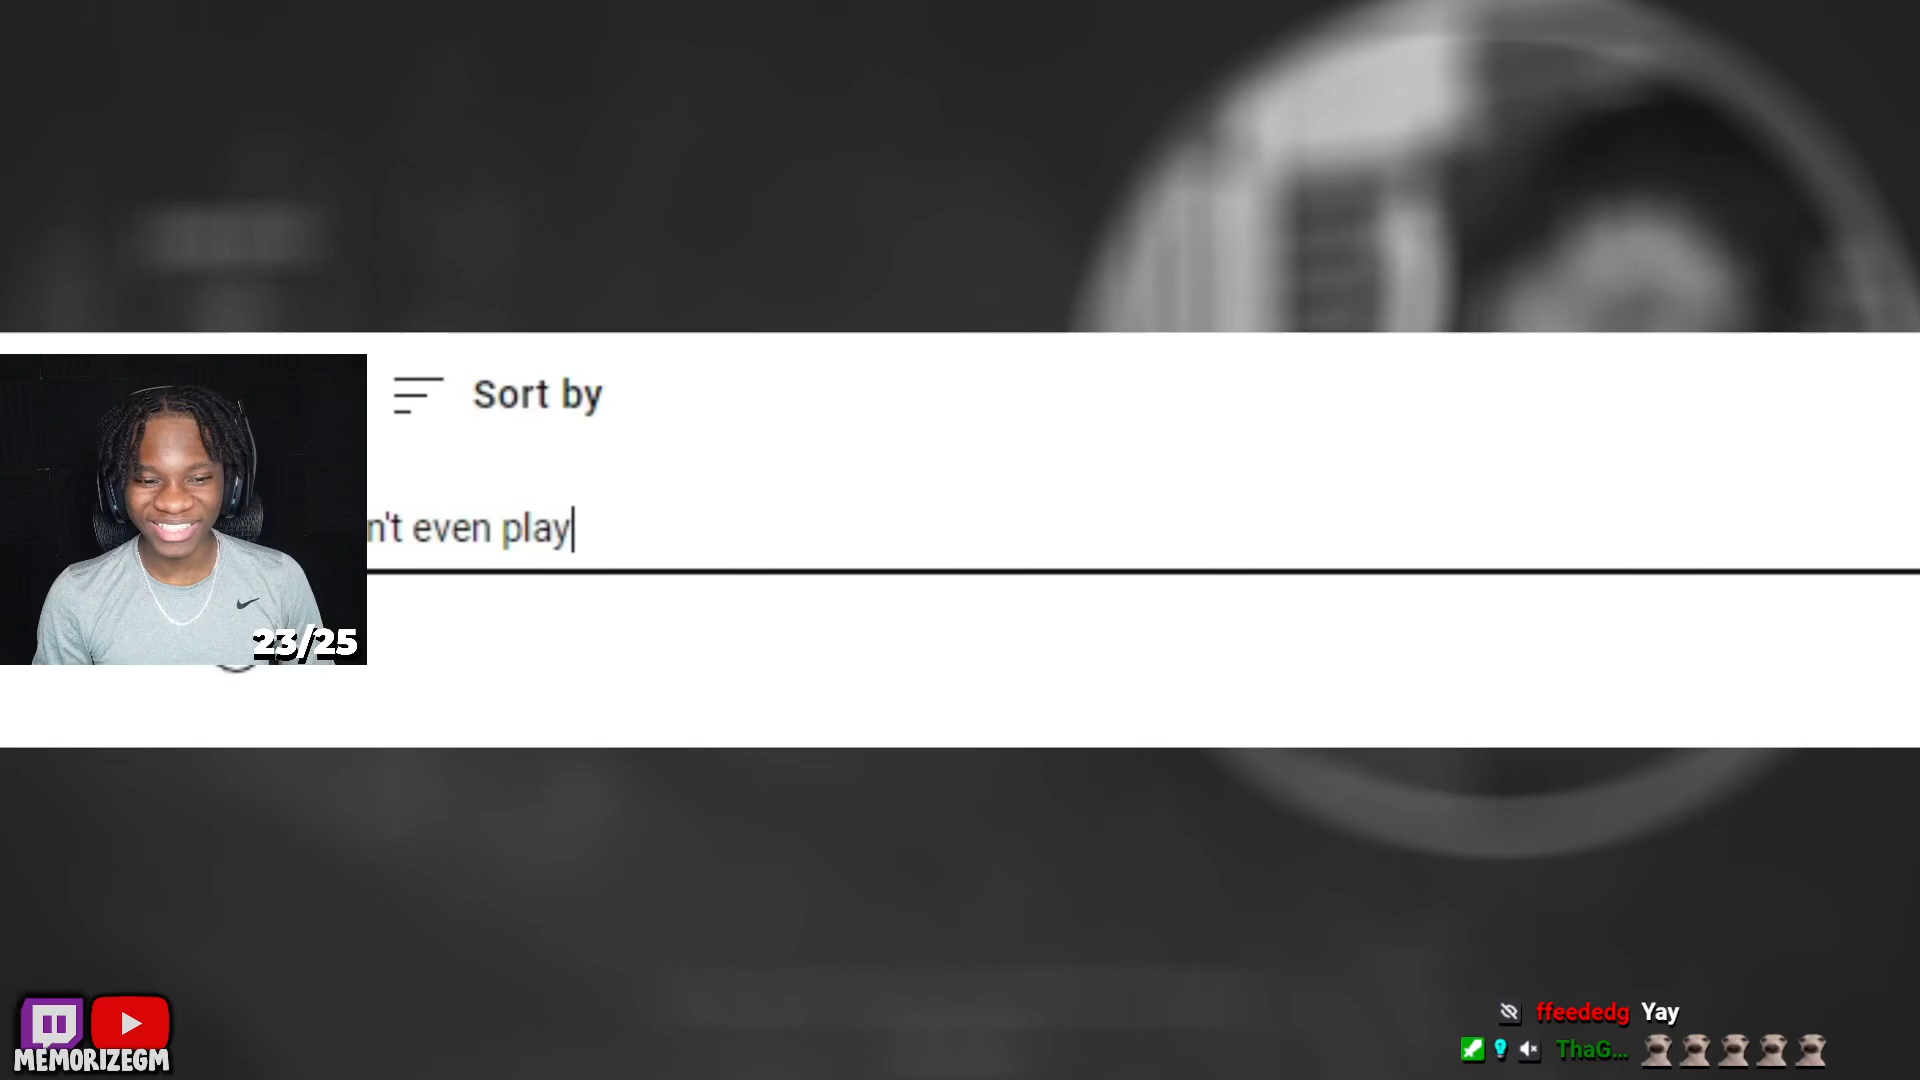 Sort by
n't even play
23/25
MEMORIZEGM
ffeededg Yay
ThaG...